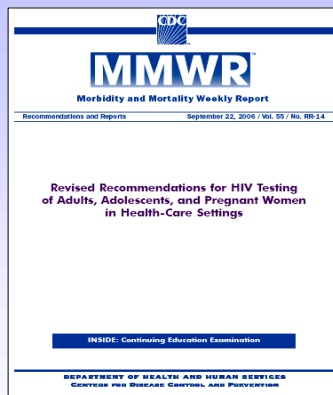 CDC
MMWR™
Morbidity and Mortality Weekly Report
Recommendations and Reports September 22, 2006 / Vol. 55 / No. RR-14
Revised Recommendations for HIV Testing
of Adults, Adolescents, and Pregnant Women
in Health-Care Settings
INSIDE: Continuing Education Examination
DEPARTMENT OF HEALTH AND HUMAN SERVICES
CENTERS FOR DISEASE CONTROL AND PREVENTION